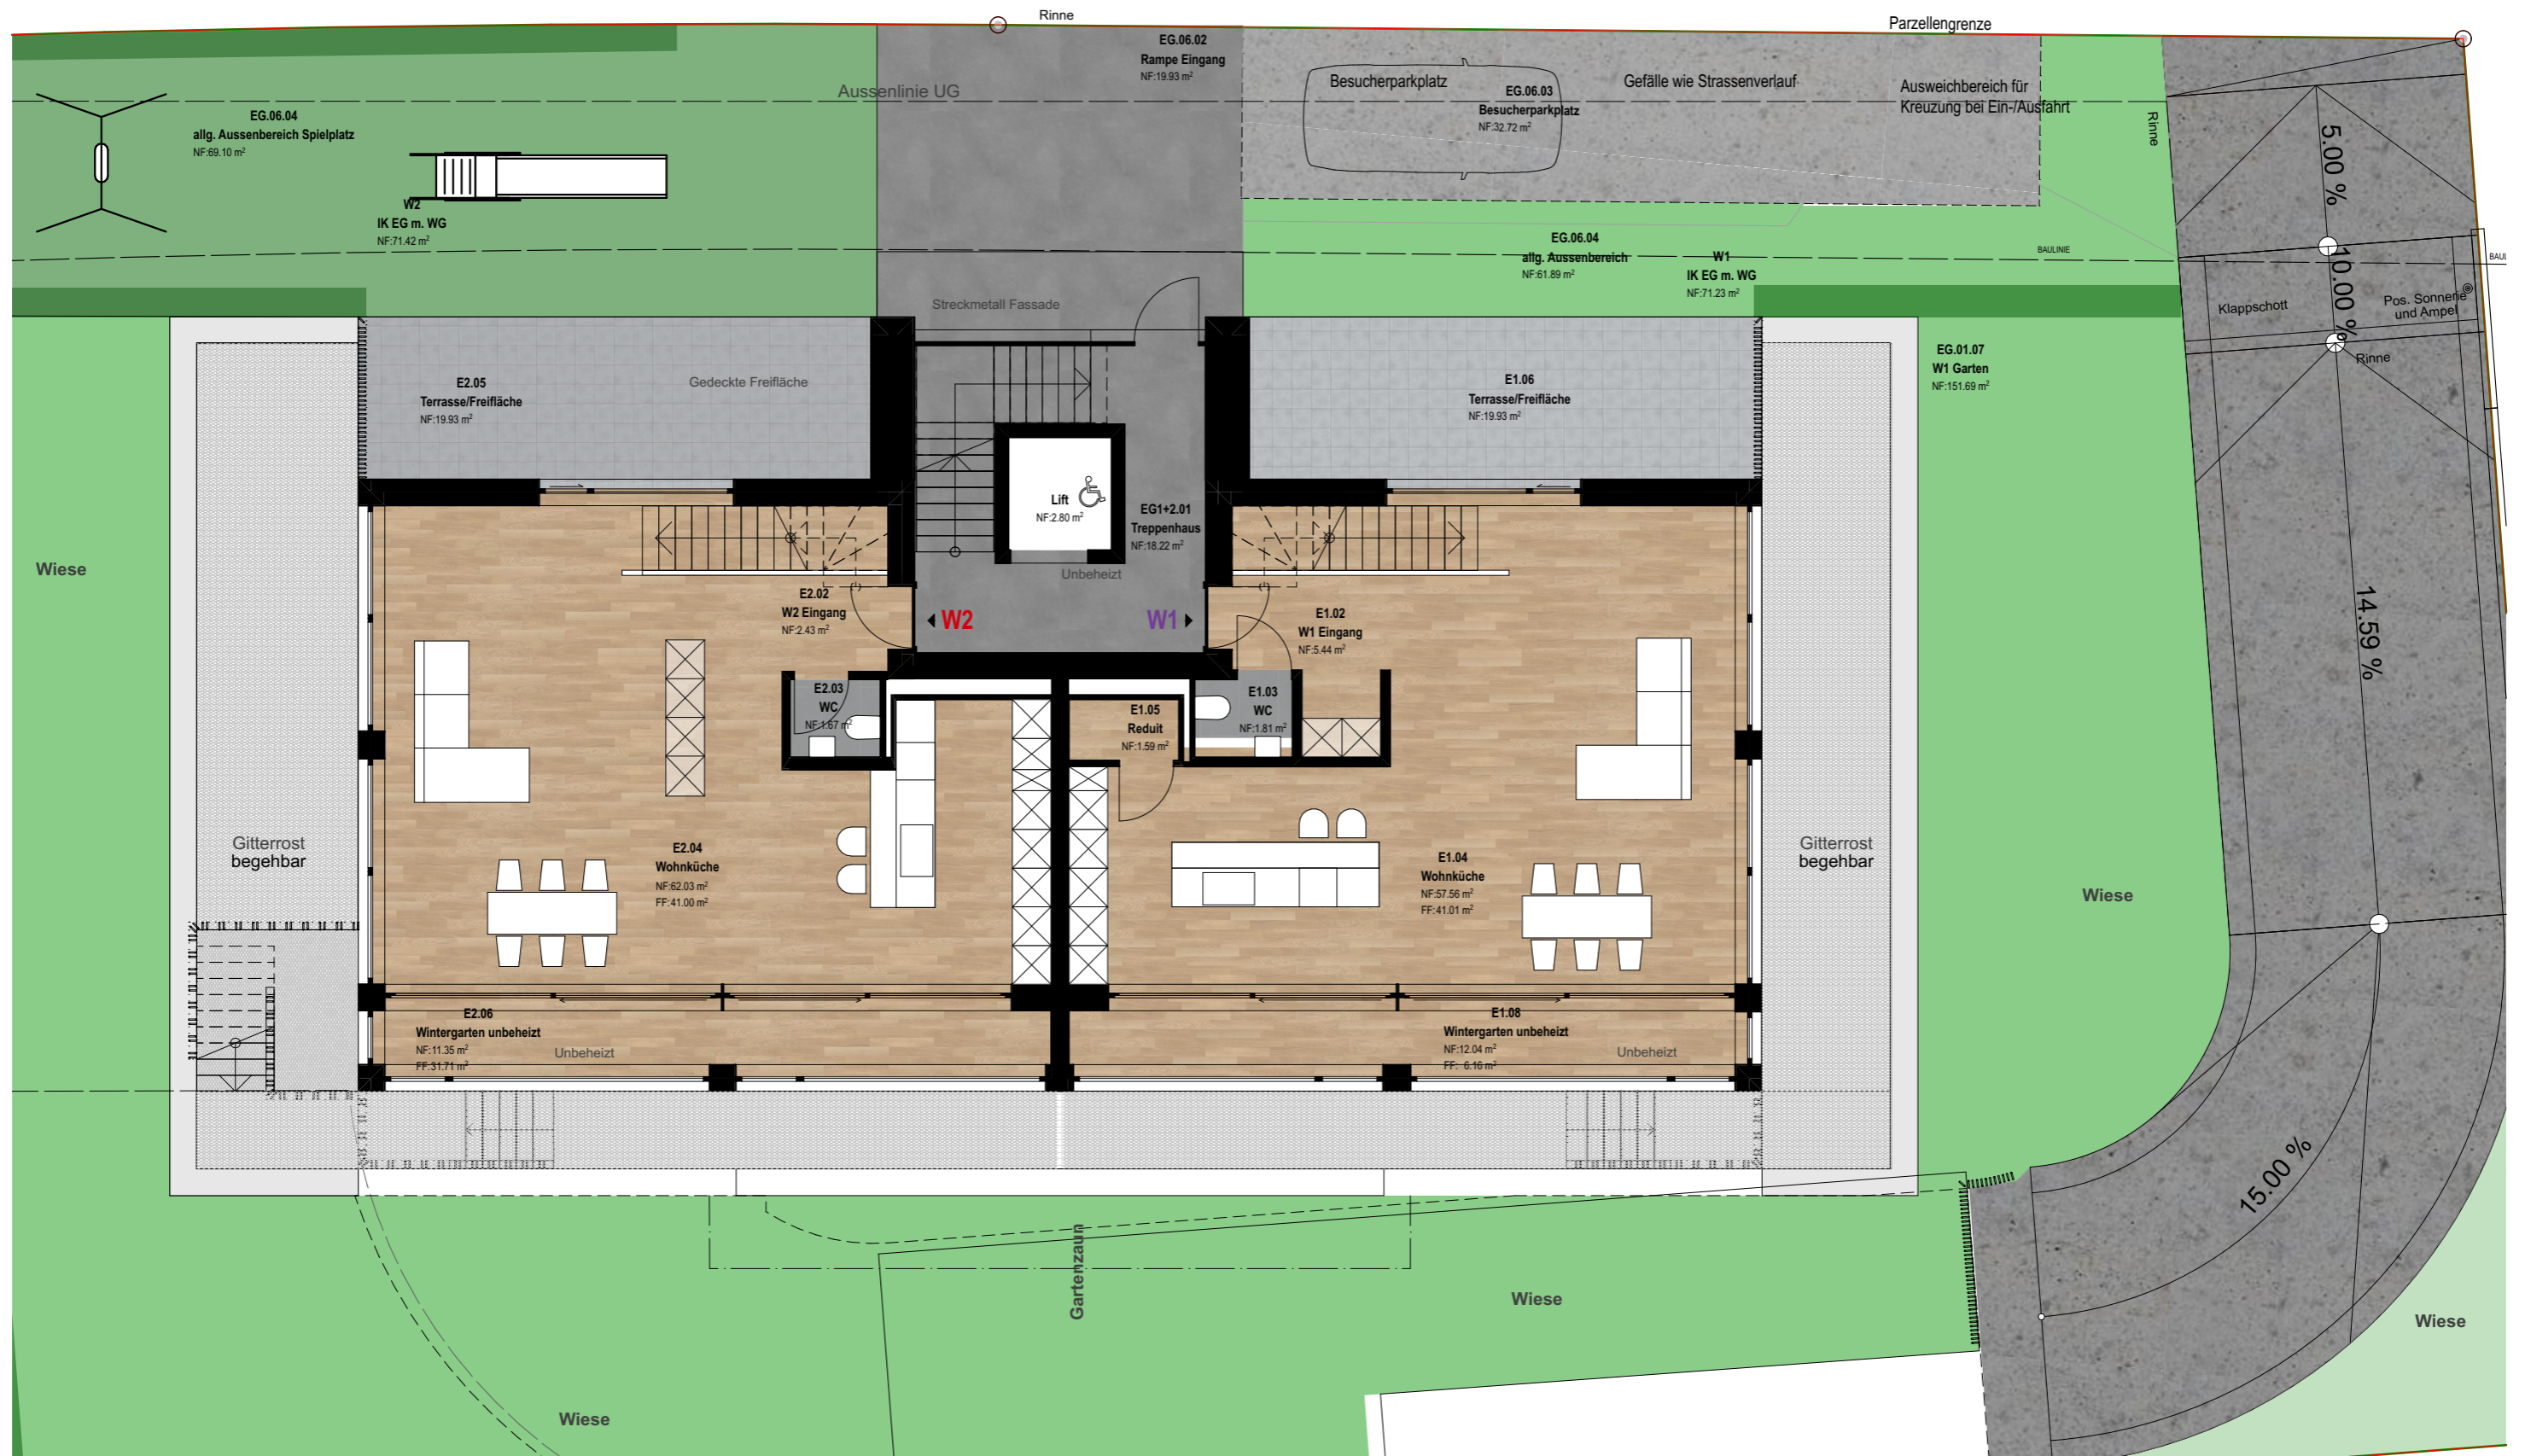 Rinne
Parzellengrenze
EG.06.02
Rampe Eingang
NF:19.93 m²
Aussenlinie UG
Besucherparkplatz
EG.06.03
Besucherparkplatz
NF:32.72 m²
Gefälle wie Strassenverlauf
Ausweichbereich für
Kreuzung bei Ein-/Ausfahrt
Rinne
5.00 %
EG.06.04
allg. Aussenbereich Spielplatz
NF:69.10 m²
W2
IK EG m. WG
NF:71.42 m²
EG.06.04
allg. Aussenbereich
NF:61.89 m²
W1
IK EG m. WG
NF:71.23 m²
BAULINIE
BAUL
10.00 %
Klappschott
Pos. Sonnerie
und Ampel
Rinne
Streckmetall Fassade
E2.05
Terrasse/Freifläche
NF:19.93 m²
Gedeckte Freifläche
E1.06
Terrasse/Freifläche
NF:19.93 m²
EG.01.07
W1 Garten
NF:151.69 m²
Lift
NF:2.80 m²
EG1+2.01
Treppenhaus
NF:18.22 m²
Unbeheizt
Wiese
E2.02
W2 Eingang
NF:2.43 m²
W2
W1
E1.02
W1 Eingang
NF:5.44 m²
14.59 %
E2.03
WC
NF:1.67 m²
E1.05
Reduit
NF:1.59 m²
E1.03
WC
NF:1.81 m²
Gitterrost
begehbar
E2.04
Wohnküche
NF:62.03 m²
FF:41.00 m²
E1.04
Wohnküche
NF:57.56 m²
FF:41.01 m²
Gitterrost
begehbar
Wiese
E2.06
Wintergarten unbeheizt
NF:11.35 m²
FF:31.71 m²
Unbeheizt
E1.08
Wintergarten unbeheizt
NF:12.04 m²
FF: 6.16 m²
Unbeheizt
15.00 %
Gartenzaun
Wiese
Wiese
Wiese